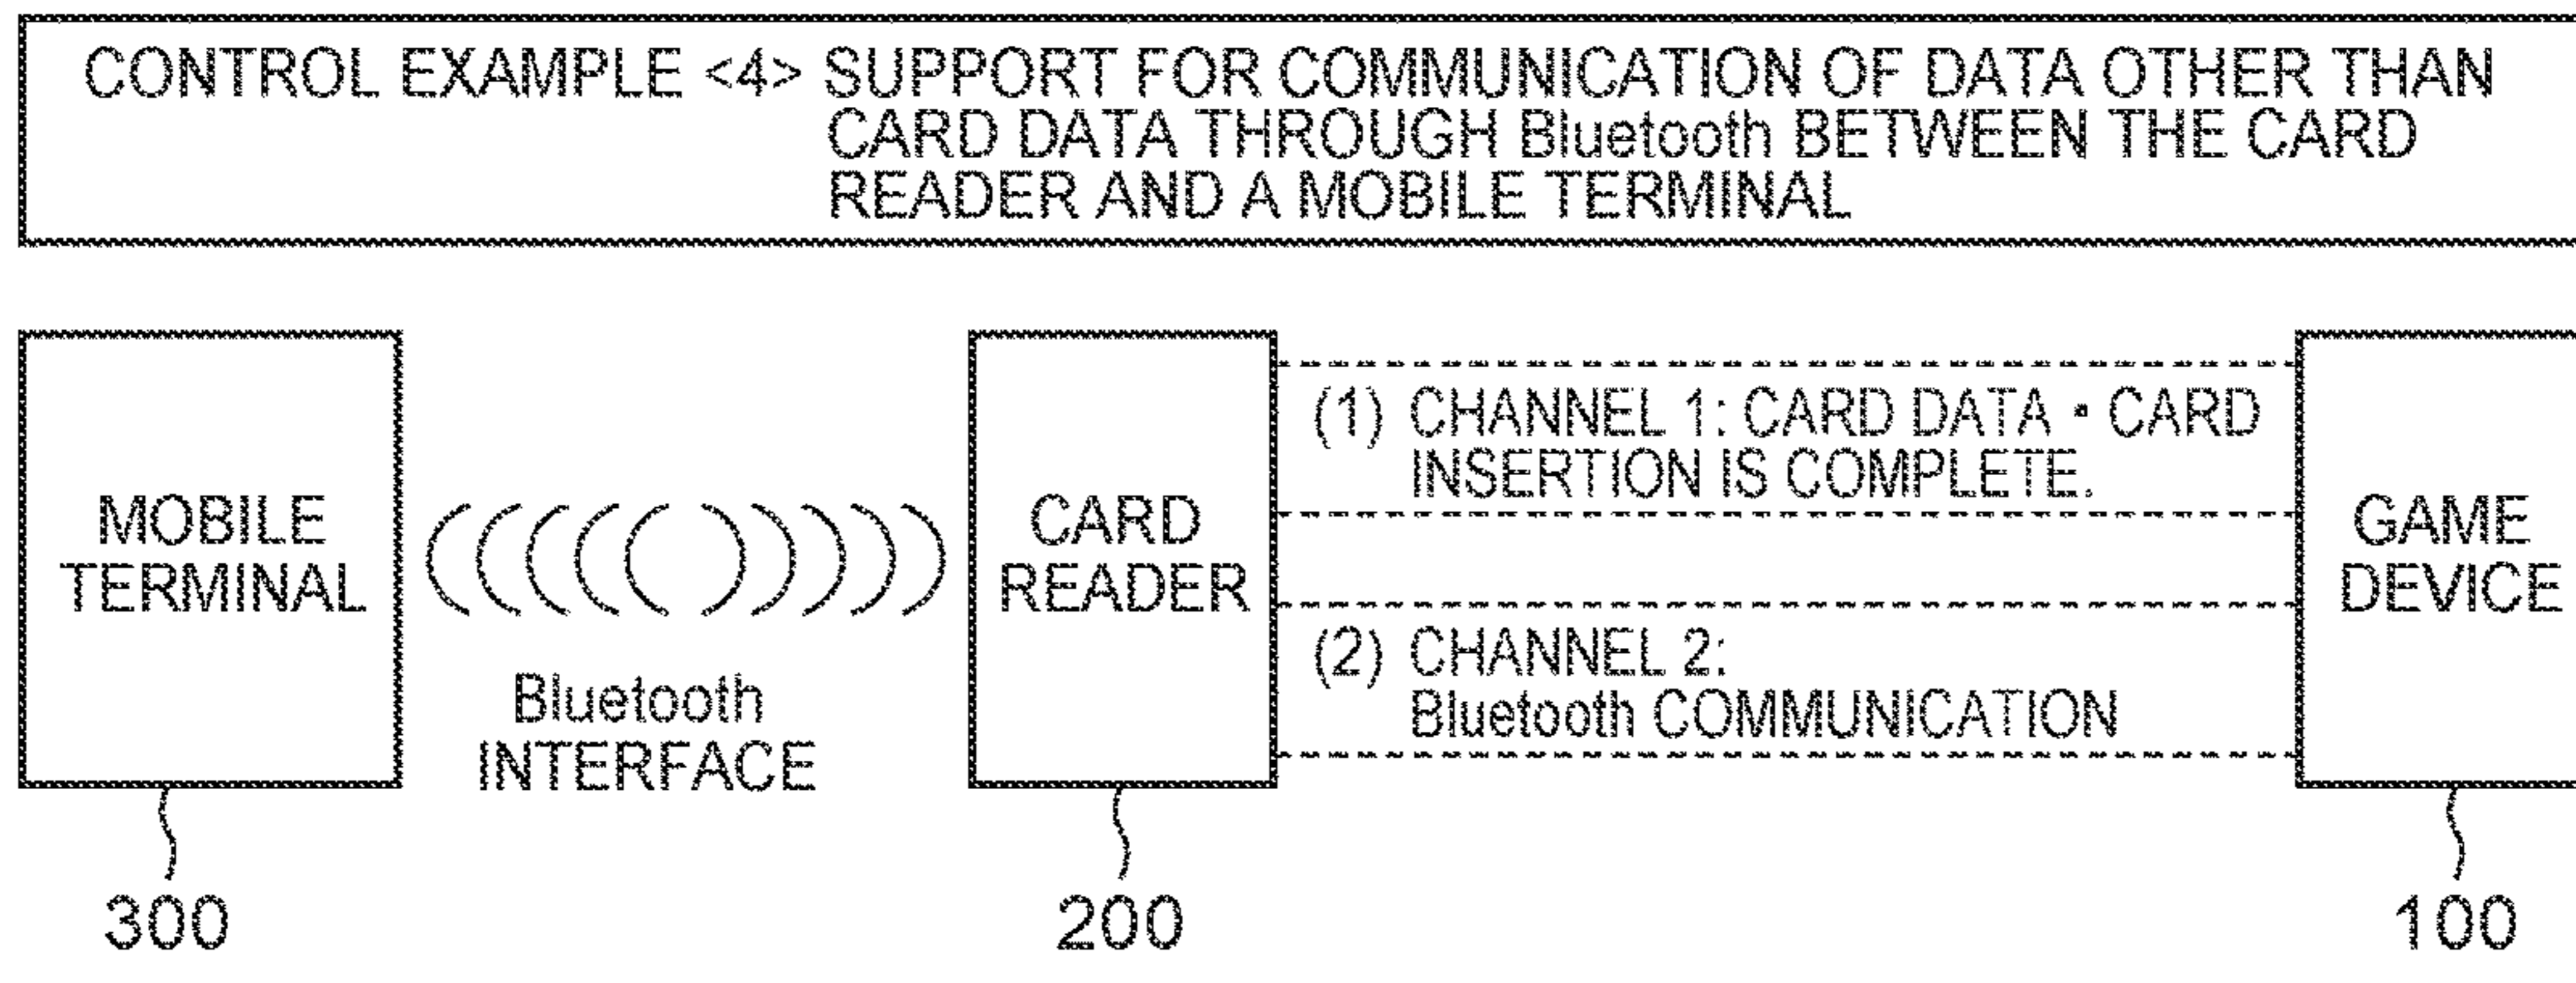 CONTROL EXAMPLE <4> SUPPORT FOR COMMUNICATION OF DATA OTHER THAN
CARD DATA THROUGH Bluetooth BETWEEN THE CARD
READER AND A MOBILE TERMINAL
MOBILE
TERMINAL
Bluetooth
INTERFACE
CARD
READER
(1) CHANNEL 1: CARD DATA・CARD
INSERTION IS COMPLETE.
(2) CHANNEL 2:
Bluetooth COMMUNICATION
GAME
DEVICE
300
200
100